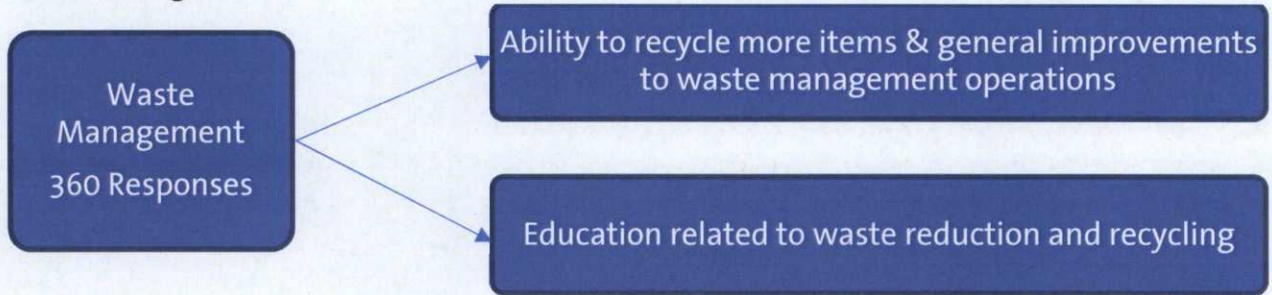 Waste
Management
360 Responses
Ability to recycle more items & general improvements
to waste management operations
Education related to waste reduction and recycling